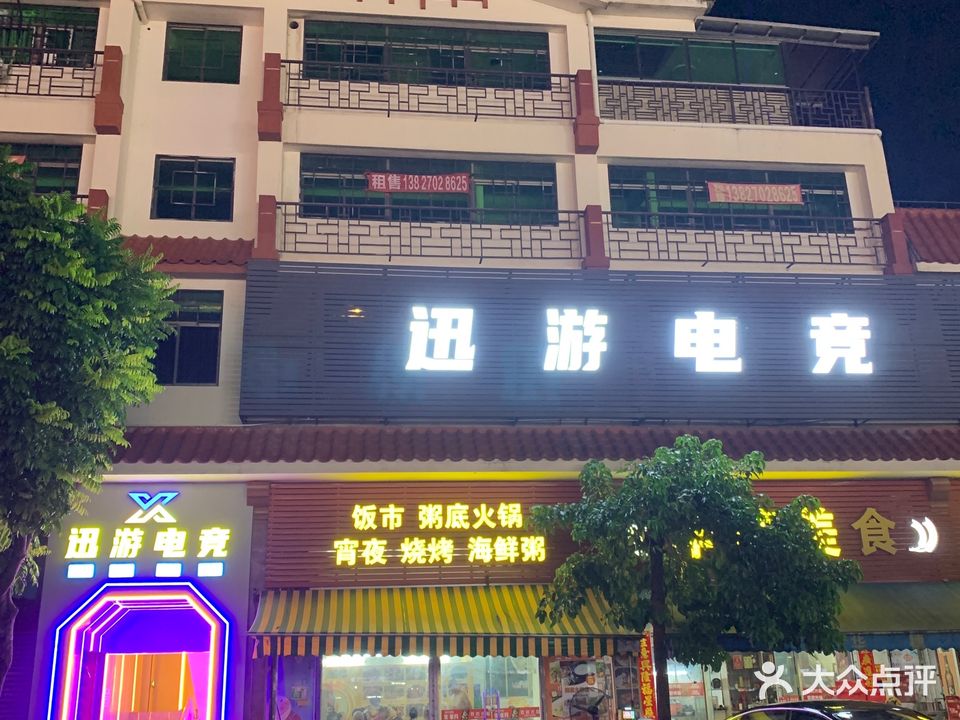 租售 13827028625
13827028625
迅游电竞
迅游电竞
饭市 粥底火锅
宵夜 烧烤 海鲜粥
美食
大众点评